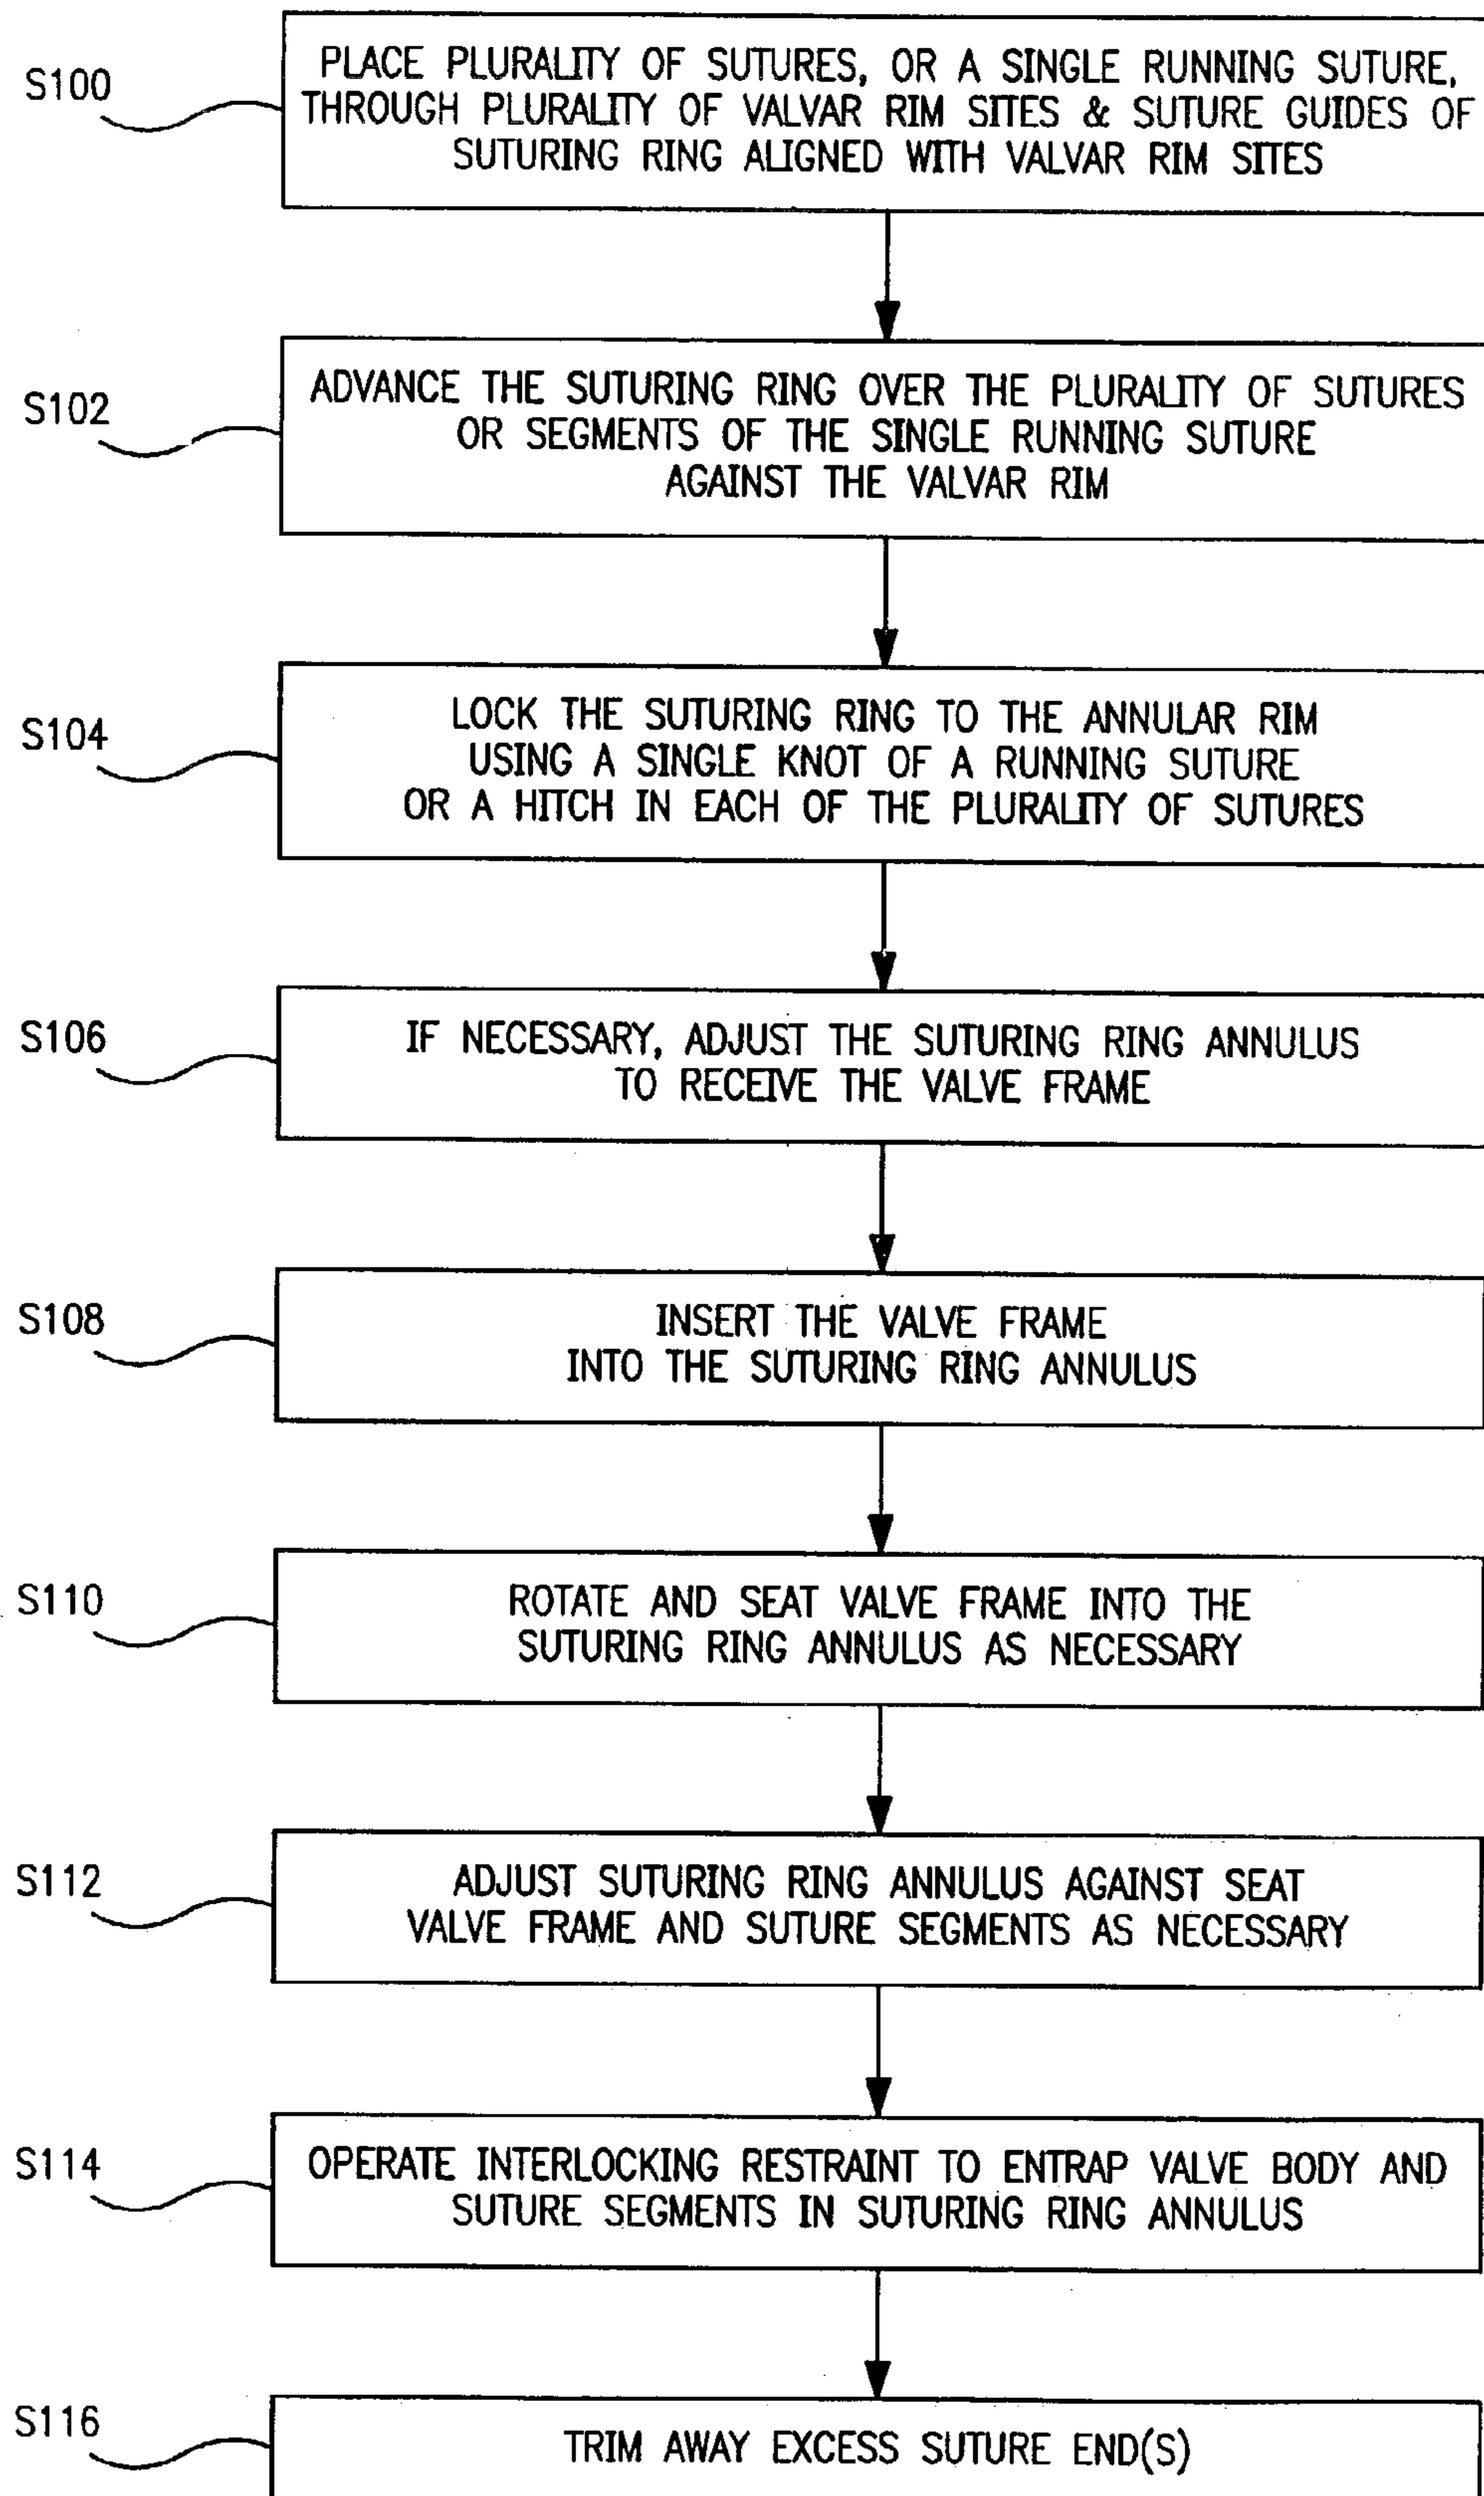 S100
PLACE PLURALITY OF SUTURES, OR A SINGLE RUNNING SUTURE,
THROUGH PLURALITY OF VALVAR RIM SITES & SUTURE GUIDES OF
SUTURING RING ALIGNED WITH VALVAR RIM SITES
S102
ADVANCE THE SUTURING RING OVER THE PLURALITY OF SUTURES
OR SEGMENTS OF THE SINGLE RUNNING SUTURE
AGAINST THE VALVAR RIM
S104
LOCK THE SUTURING RING TO THE ANNULAR RIM
USING A SINGLE KNOT OF A RUNNING SUTURE
OR A HITCH IN EACH OF THE PLURALITY OF SUTURES
S106
IF NECESSARY, ADJUST THE SUTURING RING ANNULUS
TO RECEIVE THE VALVE FRAME
S108
INSERT THE VALVE FRAME
INTO THE SUTURING RING ANNULUS
S110
ROTATE AND SEAT VALVE FRAME INTO THE
SUTURING RING ANNULUS AS NECESSARY
S112
ADJUST SUTURING RING ANNULUS AGAINST SEAT
VALVE FRAME AND SUTURE SEGMENTS AS NECESSARY
S114
OPERATE INTERLOCKING RESTRAINT TO ENTRAP VALVE BODY AND
SUTURE SEGMENTS IN SUTURING RING ANNULUS
S116
TRIM AWAY EXCESS SUTURE END(S)